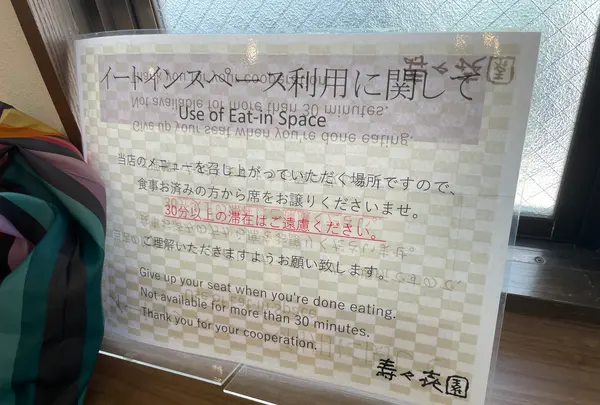 イートインスペース利用に関して
Use of Eat-in Space
当店のメニューを召し上がっていただく場所ですので、
食事お済みの方から席をお譲りくださいませ。
30分以上の滞在はご遠慮ください。
ご理解いただきますようお願い致します。
Give up your seat when you're done eating.
Not available for more than 30 minutes.
Thank you for your cooperation.
寿々喜園